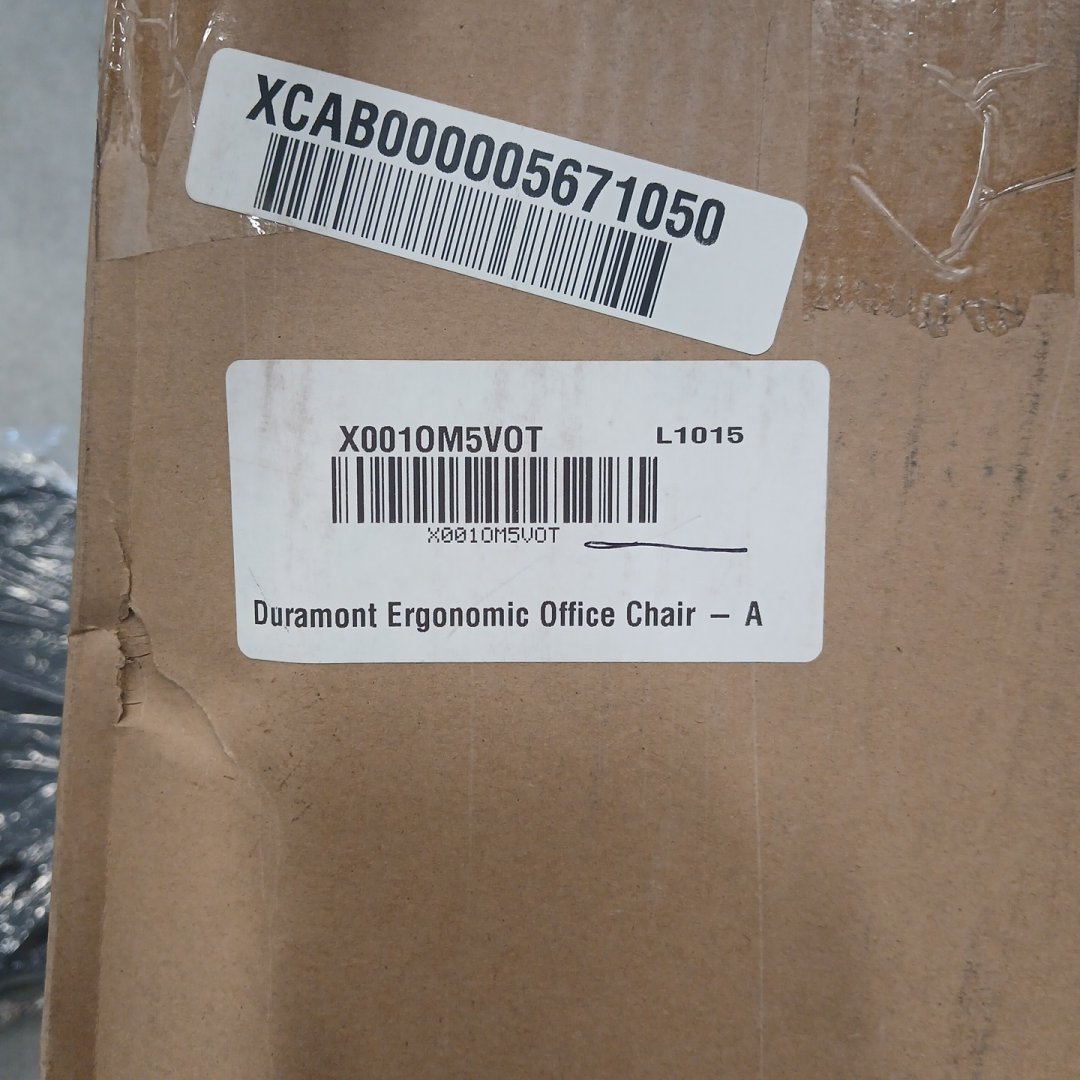 XCAB000005671050
X001OM5VOT
L1015
X001OM5VOT
Duramont Ergonomic Office Chair – A